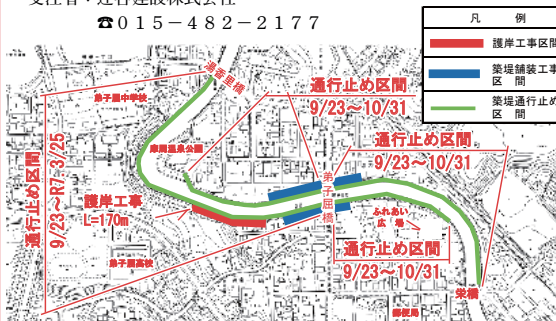 受注者：辻谷建設株式会社
☎０１５－４８２－２１７７
凡 例
護岸工事区間
築堤舗装工事
区 間
築堤通行止め
区 間
湯香里橋
通行止め区間
9/23～10/31
弟子屈中学校
通行止め区間
9/23～10/31
摩周温泉公園
通行止め区間
9/23～R7 3/25
護岸工事
L=170m
弟子屈橋
ふれあい
広 場
通行止め区間
9/23～10/31
弟子屈高校
栄橋
郵便局